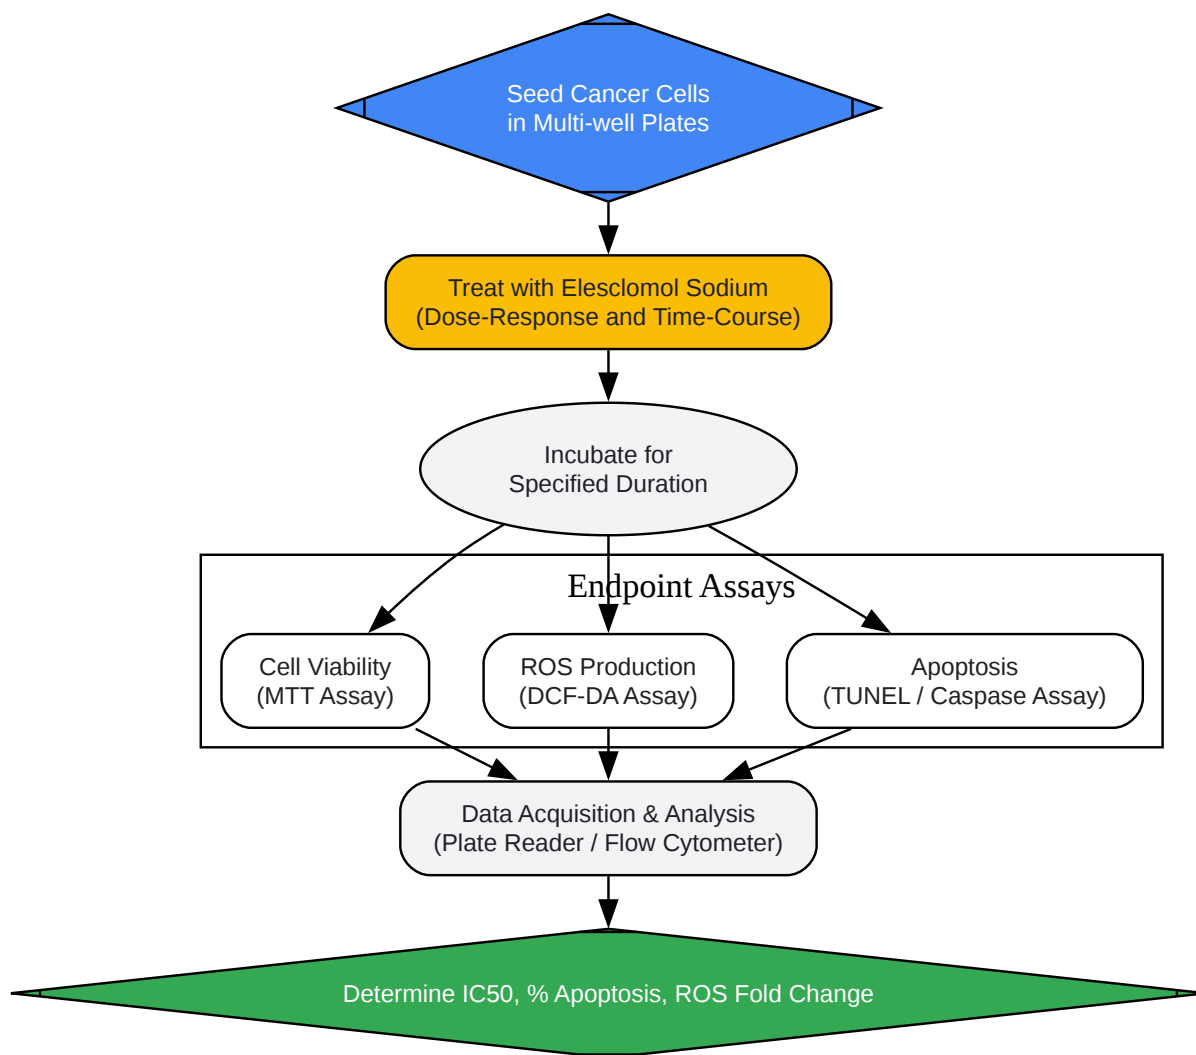 Seed Cancer Cells
in Multi-well Plates
Treat with Elesclomol Sodium
(Dose-Response and Time-Course)
Incubate for
Specified Duration
Endpoint Assays
Cell Viability
(MTT Assay)
ROS Production
(DCF-DA Assay)
Apoptosis
(TUNEL / Caspase Assay)
Data Acquisition & Analysis
(Plate Reader / Flow Cytometer)
Determine IC50, % Apoptosis, ROS Fold Change